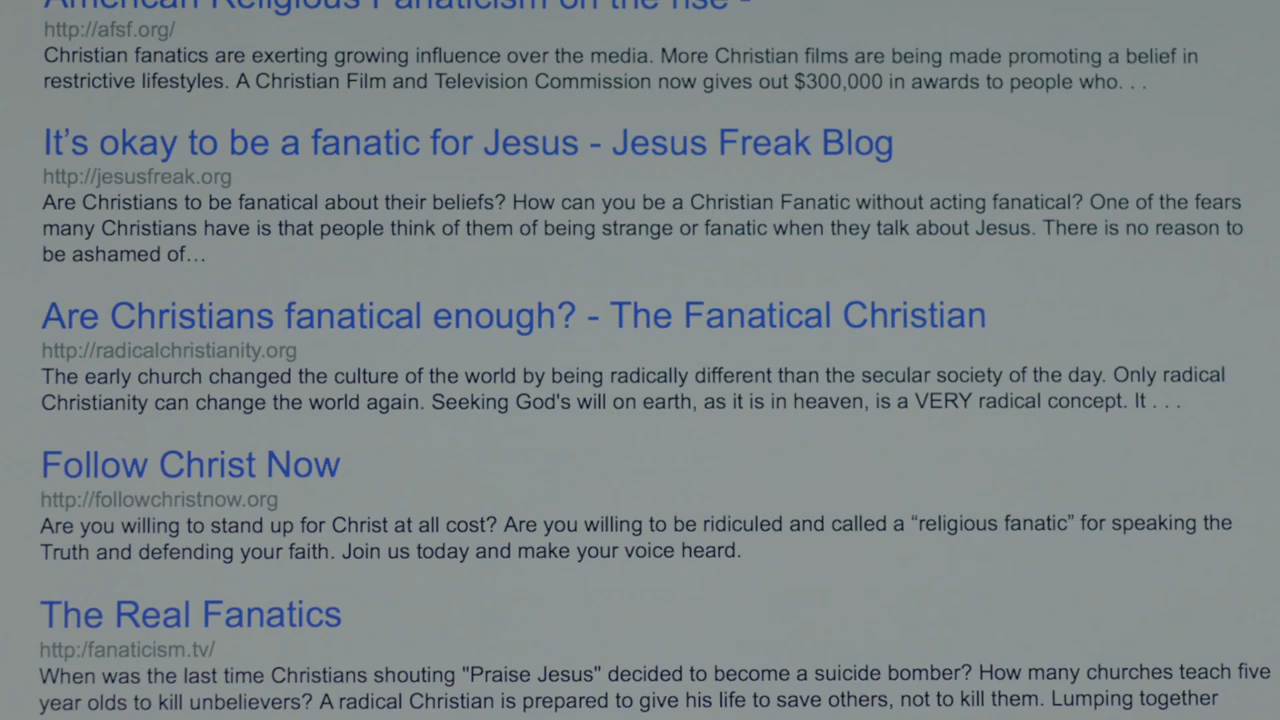 American Religious Fanaticism on the rise -
http://afsf.org/
Christian fanatics are exerting growing influence over the media. More Christian films are being made promoting a belief in
restrictive lifestyles. A Christian Film and Television Commission now gives out $300,000 in awards to people who. . .
It’s okay to be a fanatic for Jesus - Jesus Freak Blog
http://jesusfreak.org
Are Christians to be fanatical about their beliefs? How can you be a Christian Fanatic without acting fanatical? One of the fears
many Christians have is that people think of them of being strange or fanatic when they talk about Jesus. There is no reason to
be ashamed of...
Are Christians fanatical enough? - The Fanatical Christian
http://radicalchristianity.org
The early church changed the culture of the world by being radically different than the secular society of the day. Only radical
Christianity can change the world again. Seeking God's will on earth, as it is in heaven, is a VERY radical concept. It . . .
Follow Christ Now
http://followchristnow.org
Are you willing to stand up for Christ at all cost? Are you willing to be ridiculed and called a “religious fanatic” for speaking the
Truth and defending your faith. Join us today and make your voice heard.
The Real Fanatics
http:/fanaticism.tv/
When was the last time Christians shouting "Praise Jesus" decided to become a suicide bomber? How many churches teach five
year olds to kill unbelievers? A radical Christian is prepared to give his life to save others, not to kill them. Lumping together